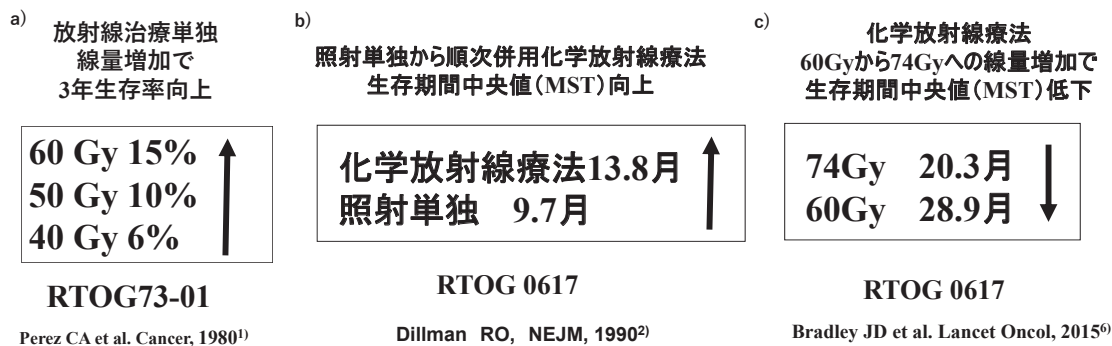 a)
放射線治療単独
線量増加で
3年生存率向上
60 Gy 15%
50 Gy 10%
40 Gy 6%
RTOG73-01
Perez CA et al. Cancer, 1980¹⁾
b)
照射単独から順次併用化学放射線療法
生存期間中央値(MST)向上
化学放射線療法13.8月
照射単独 9.7月
RTOG 0617
Dillman RO, NEJM, 1990²⁾
c)
化学放射線療法
60Gyから74Gyへの線量増加で
生存期間中央値(MST)低下
74Gy 20.3月
60Gy 28.9月
RTOG 0617
Bradley JD et al. Lancet Oncol, 2015⁶⁾